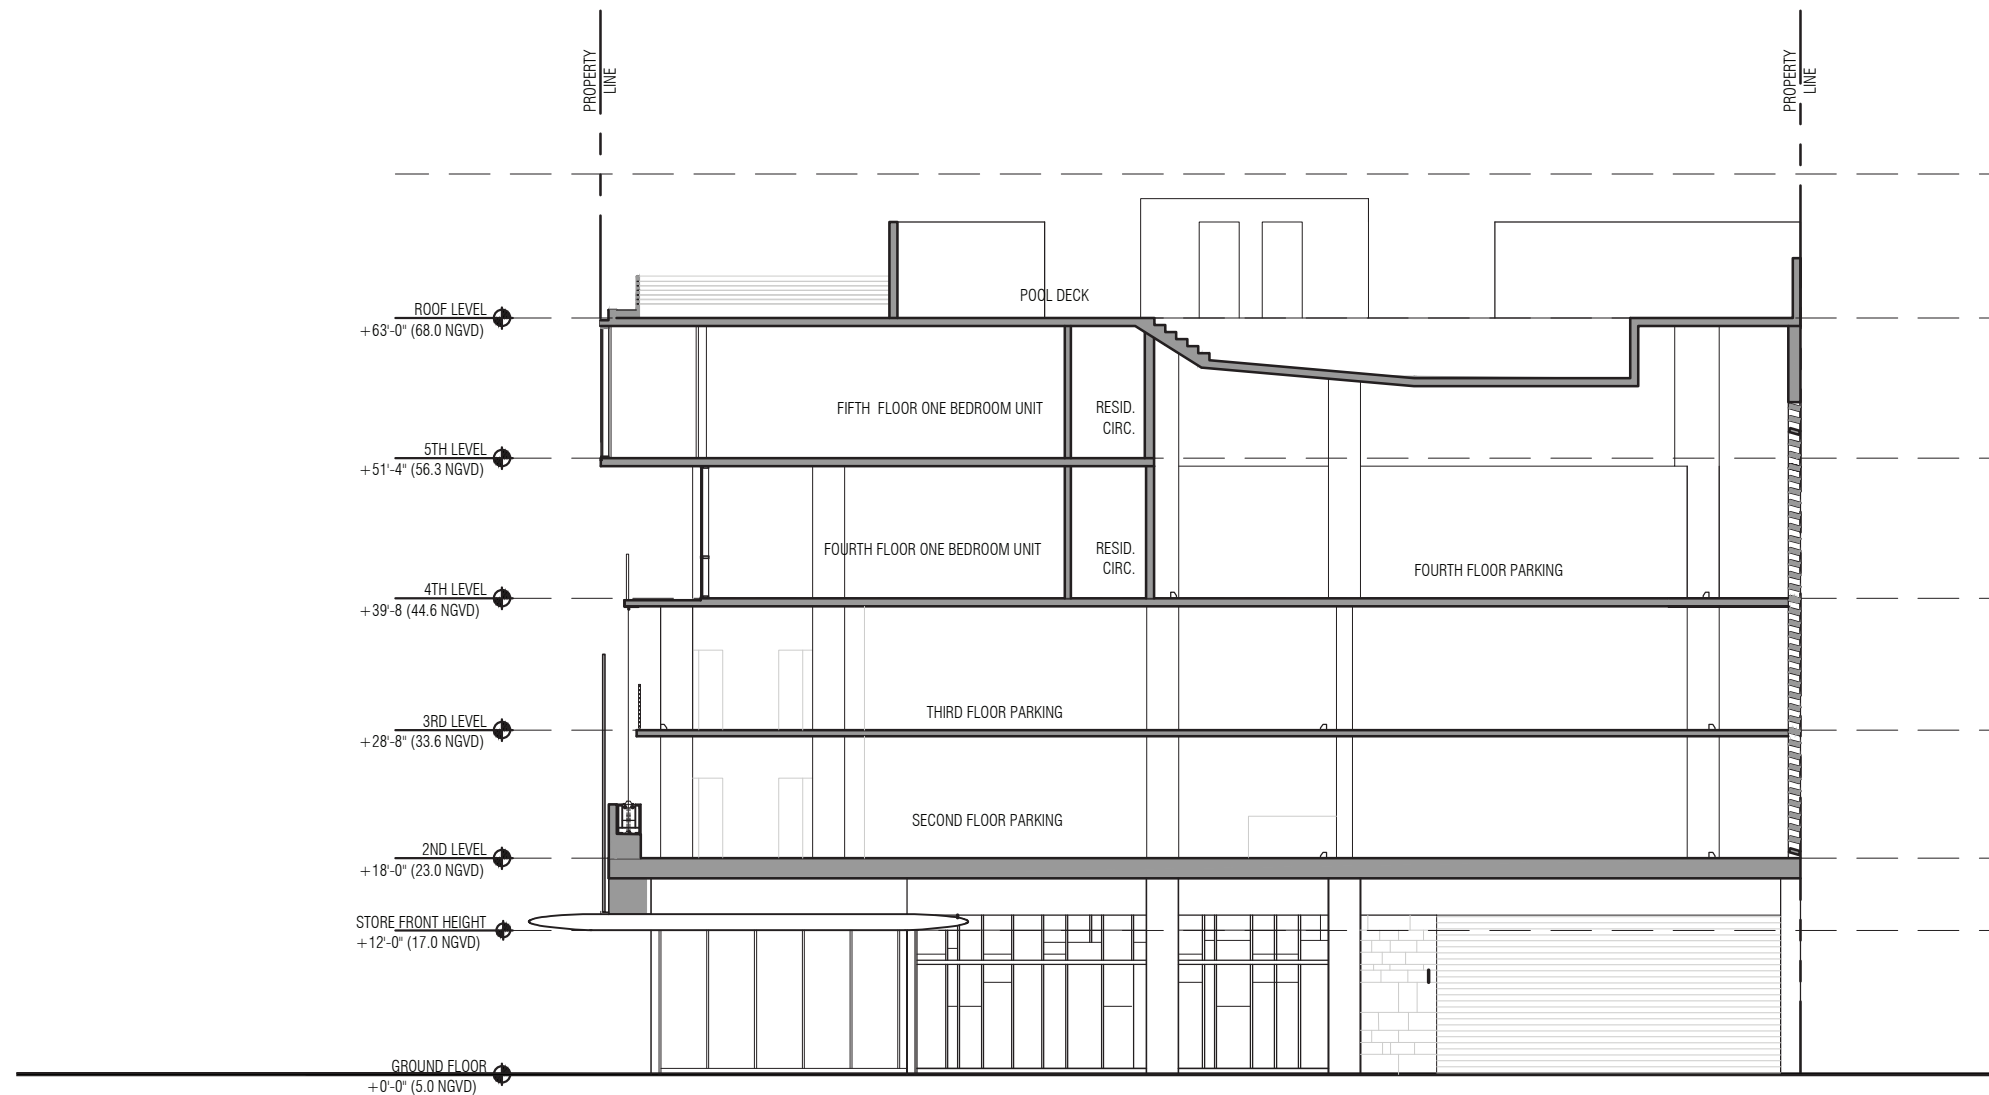 PROPERTY
LINE
PROPERTY
LINE
POOL DECK
ROOF LEVEL
+63'-0" (68.0 NGVD)
FIFTH FLOOR ONE BEDROOM UNIT
RESID.
CIRC.
5TH LEVEL
+51'-4" (56.3 NGVD)
FOURTH FLOOR ONE BEDROOM UNIT
RESID.
CIRC.
FOURTH FLOOR PARKING
4TH LEVEL
+39'-8 (44.6 NGVD)
THIRD FLOOR PARKING
3RD LEVEL
+28'-8" (33.6 NGVD)
SECOND FLOOR PARKING
2ND LEVEL
+18'-0" (23.0 NGVD)
STORE FRONT HEIGHT
+12'-0" (17.0 NGVD)
GROUND FLOOR
+0'-0" (5.0 NGVD)